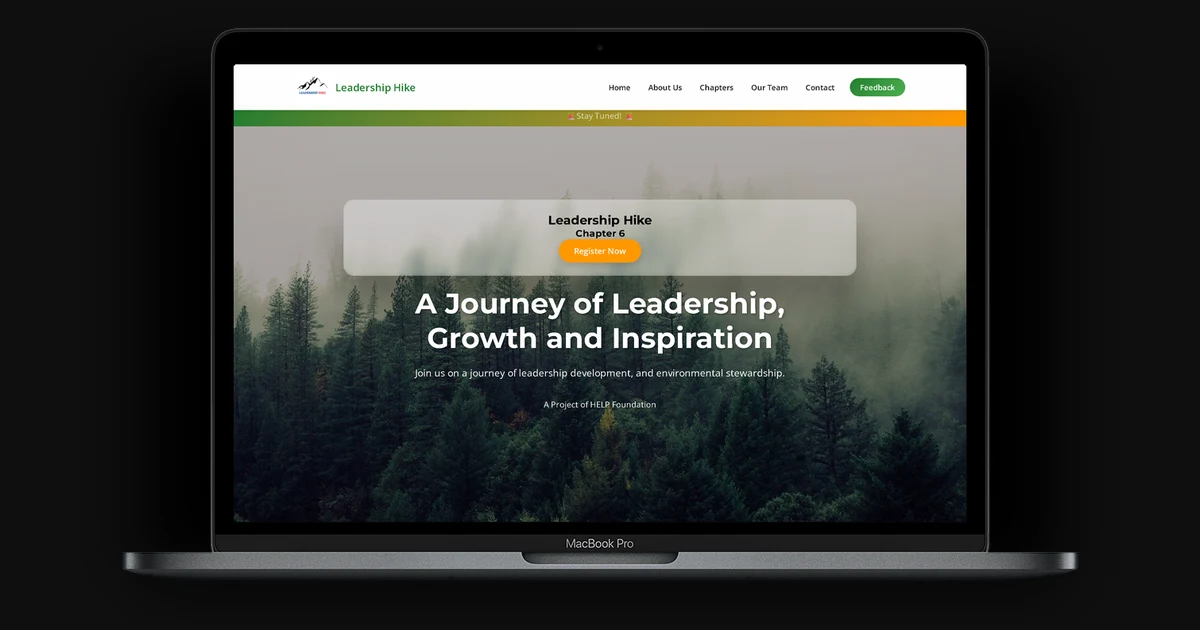 LEADERSHIP HIKE
Leadership Hike
Home
About Us
Chapters
Our Team
Contact
Feedback
Stay Tuned!
Leadership Hike
Chapter 6
Register Now
A Journey of Leadership,
Growth and Inspiration
Join us on a journey of leadership development, and environmental stewardship.
A Project of HELP Foundation
MacBook Pro